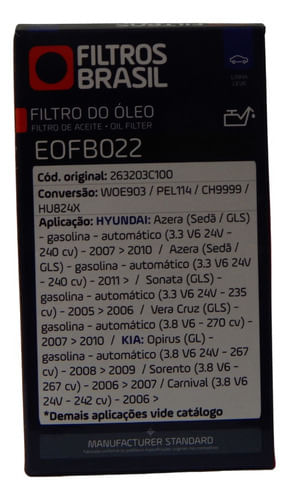 FILTROS
BRASIL
LINHA
LEVE
FILTRO DO ÓLEO
FILTRO DE ACEITE • OIL FILTER
EOFB022
Cód. original: 263203C100
Conversão: WOE903 / PEL114 / CH9999 /
HU824X
Aplicação: HYUNDAI: Azera (Sedã / GLS)
- gasolina - automático (3.3 V6 24V -
240 cv) - 2007 > 2010 / Azera (Sedã /
GLS) - gasolina - automático (3.3 V6 24V
- 240 cv) - 2011 > / Sonata (GLS) -
gasolina - automático (3.3 V6 24V - 235
cv) - 2005 > 2006 / Vera Cruz (GLS) -
gasolina - automático (3.8 V6 - 270 cv) -
2007 > 2010 / KIA: Opirus (GL) -
gasolina - automático (3.8 V6 24V - 267
cv) - 2008 > 2009 / Sorento (3.8 V6 -
267 cv) - 2006 > 2007 / Carnival (3.8 V6
24V - 242 cv) - 2006 >
*Demais aplicações vide catálogo
MANUFACTURER STANDARD